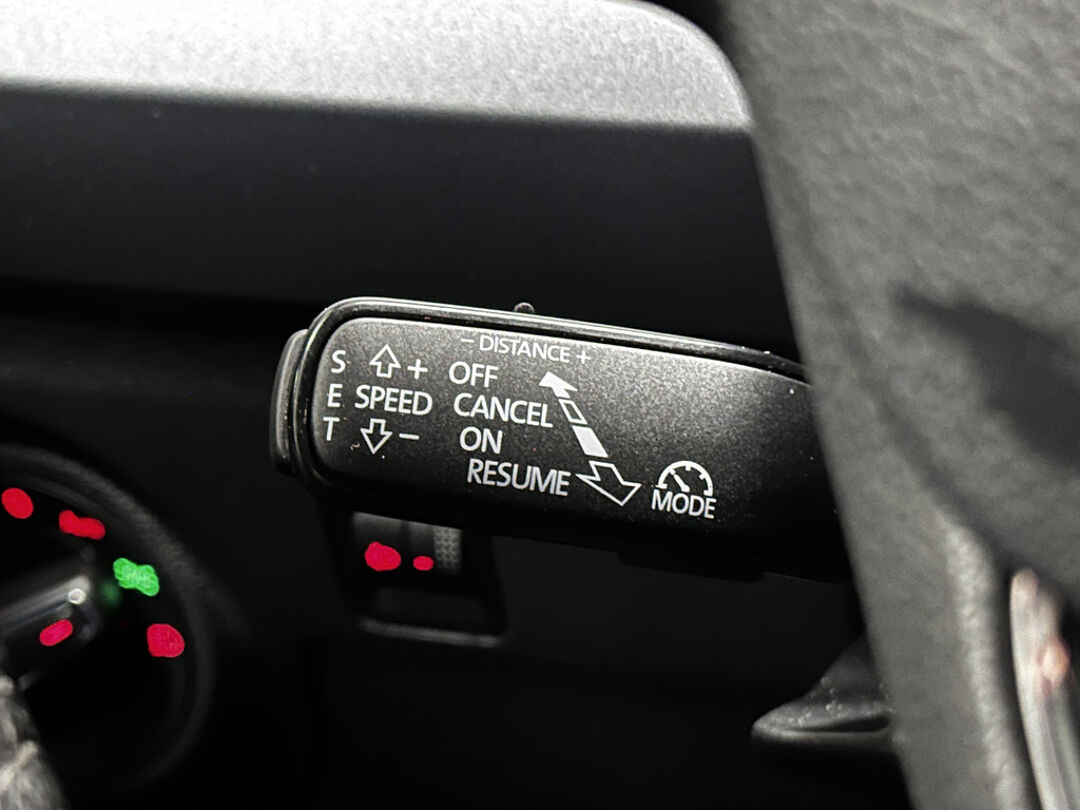 – DISTANCE +
S + OFF
E SPEED CANCEL
T – ON
RESUME
MODE